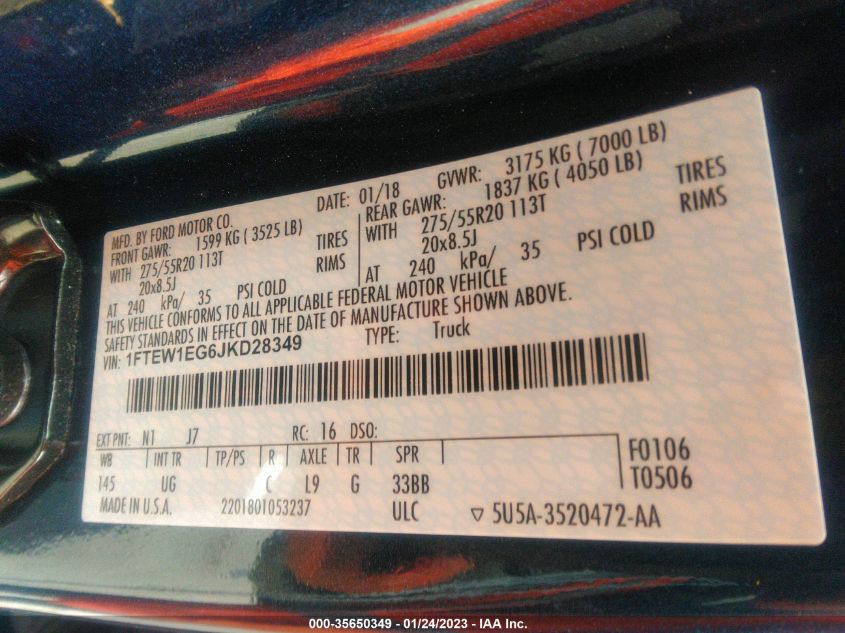 MFD. BY FORD MOTOR CO. DATE: 01/18 GVWR: 3175 KG ( 7000 LB)
FRONT GAWR: 1599 KG ( 3525 LB) REAR GAWR: 1837 KG ( 4050 LB)
WITH 275/55R20 113T TIRES WITH 275/55R20 113T TIRES
20x8.5J RIMS 20x8.5J RIMS
AT 240 kPa/ 35 PSI COLD AT 240 kPa/ 35 PSI COLD
THIS VEHICLE CONFORMS TO ALL APPLICABLE FEDERAL MOTOR VEHICLE
SAFETY STANDARDS IN EFFECT ON THE DATE OF MANUFACTURE SHOWN ABOVE.
VIN: 1FTEW1EG6JKD28349 TYPE: Truck
EXT PNT: N1 J7 RC: 16 DSO:
WB INT TR TP/PS R AXLE TR SPR F0106
145 UG C L9 G 33BB T0506
MADE IN U.S.A. 2201801053237 ULC ▽ 5U5A-3520472-AA
000-35650349 - 01/24/2023 - IAA Inc.